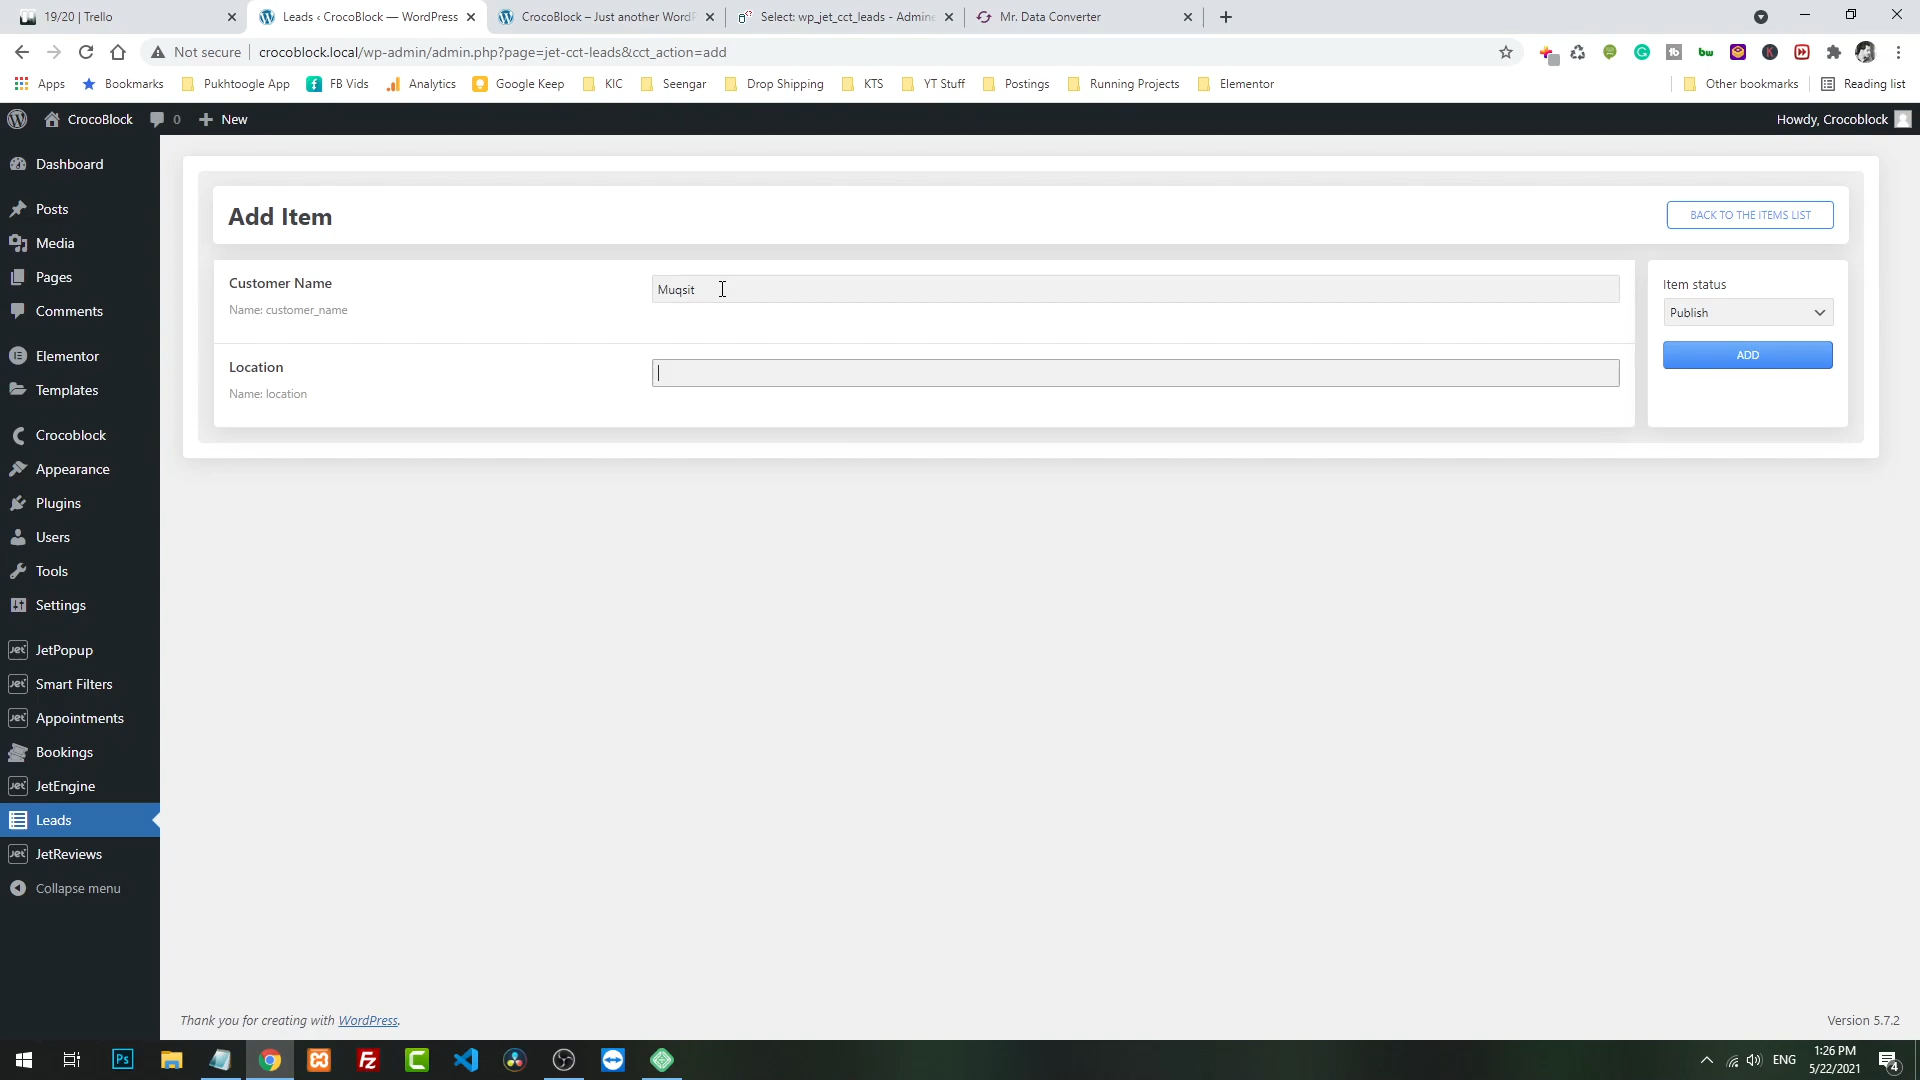 19/20 | Trello
Leads ‹ CrocoBlock — WordPress
CrocoBlock – Just another WordP
Select: wp_jet_cct_leads - Admine
Mr. Data Converter
Not secure
crocoblock.local/wp-admin/admin.php?page=jet-cct-leads&cct_action=add
Apps
Bookmarks
Pukhtoogle App
FB Vids
Analytics
Google Keep
KIC
Seengar
Drop Shipping
KTS
YT Stuff
Postings
Running Projects
Elementor
Other bookmarks
Reading list
CrocoBlock
0
New
Howdy, Crocoblock
Dashboard
Posts
Media
Pages
Comments
Elementor
Templates
Crocoblock
Appearance
Plugins
Users
Tools
Settings
JetPopup
Smart Filters
Appointments
Bookings
JetEngine
Leads
JetReviews
Collapse menu
Add Item
BACK TO THE ITEMS LIST
Customer Name
Name: customer_name
Muqsit
Location
Name: location
Item status
Publish
ADD
Thank you for creating with WordPress.
Version 5.7.2
Ps
ENG
1:26 PM
5/22/2021
4